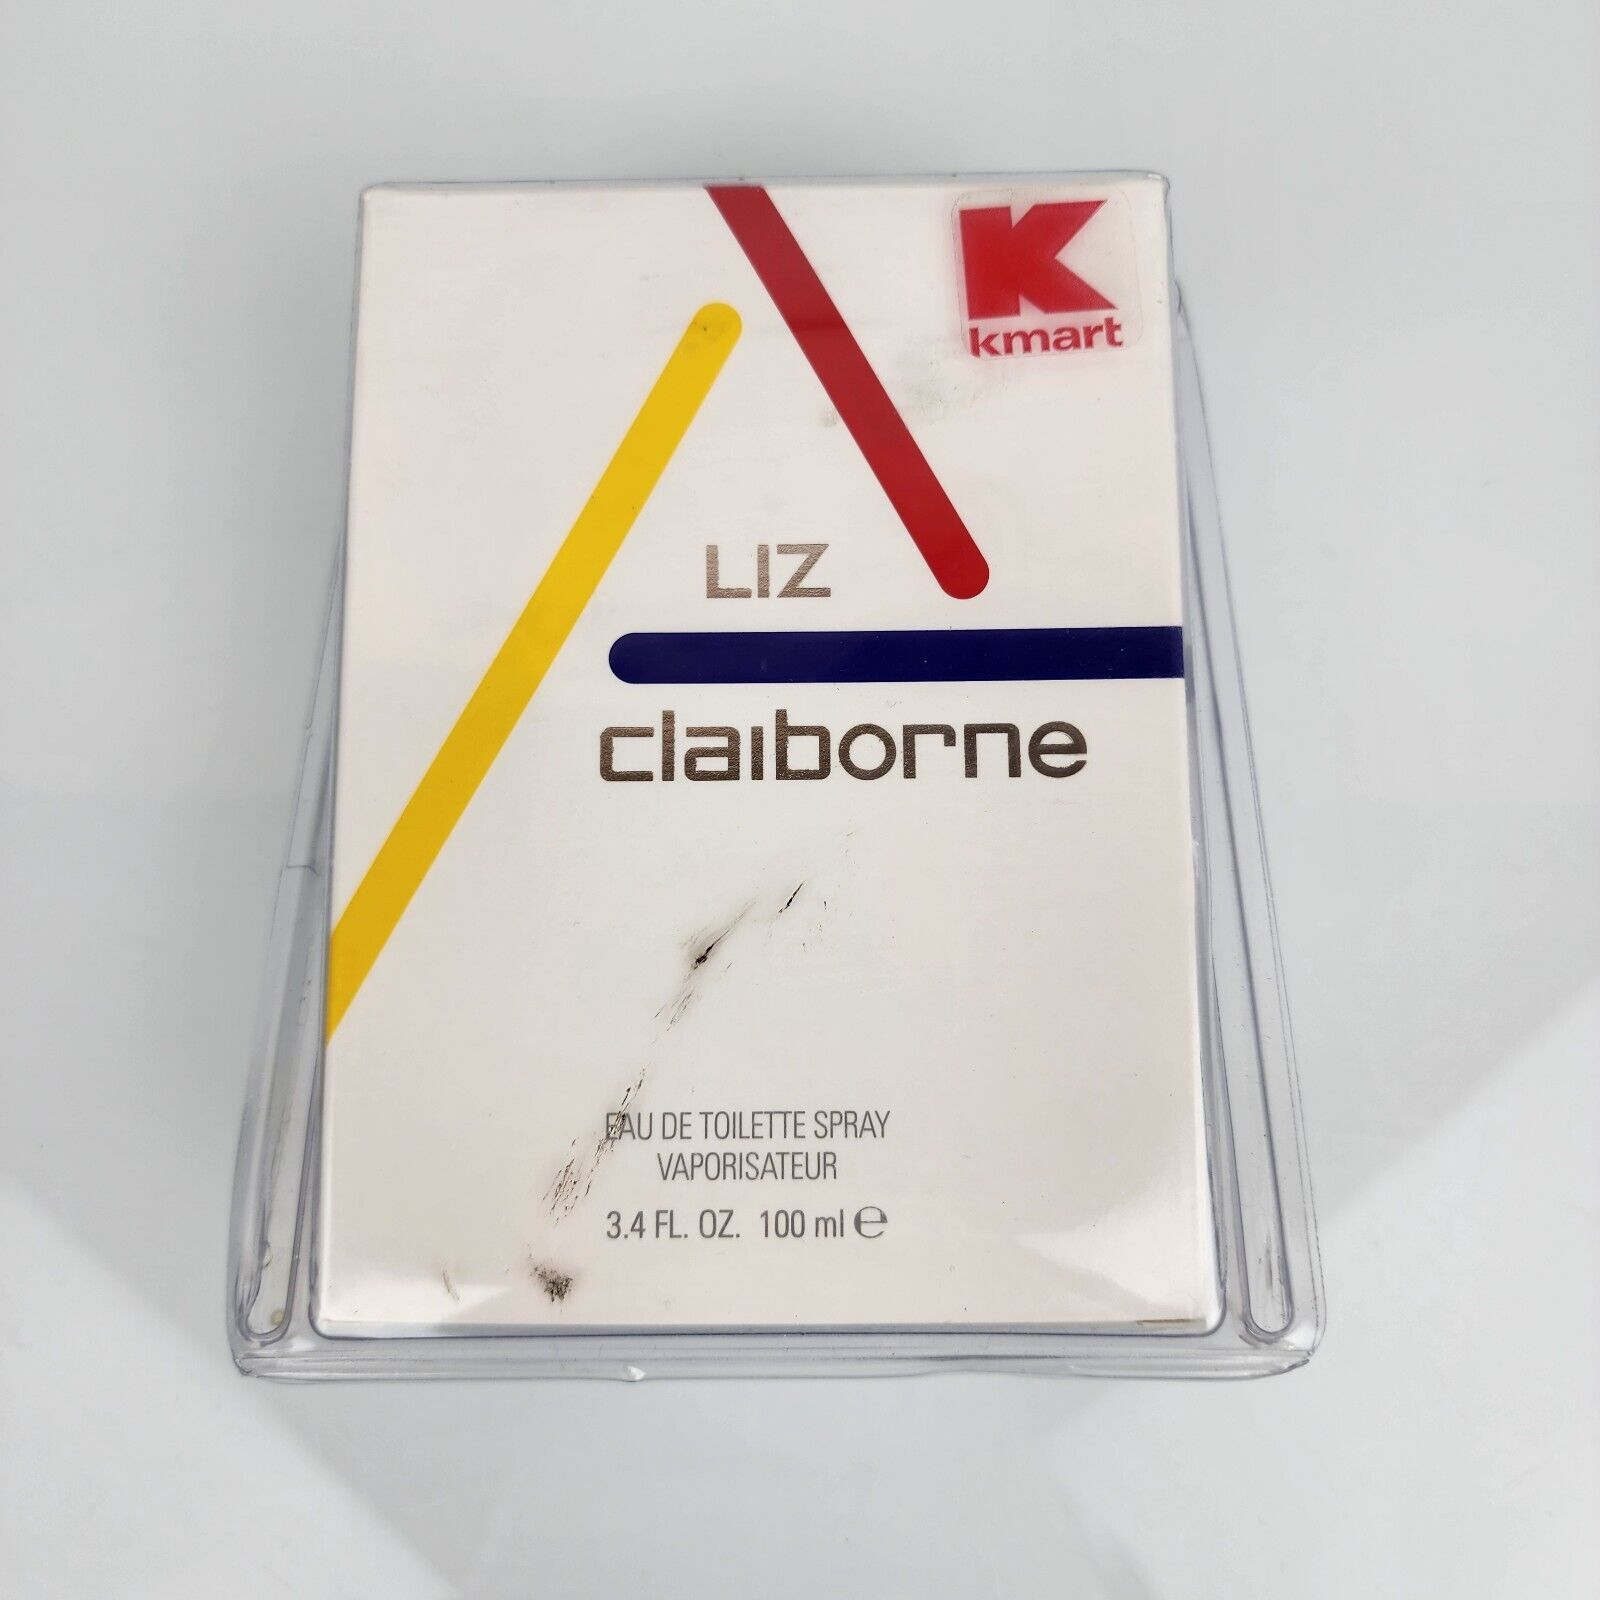 K
kmart
LIZ
claiborne
EAU DE TOILETTE SPRAY
VAPORISATEUR
3.4 FL. OZ. 100 ml ℮